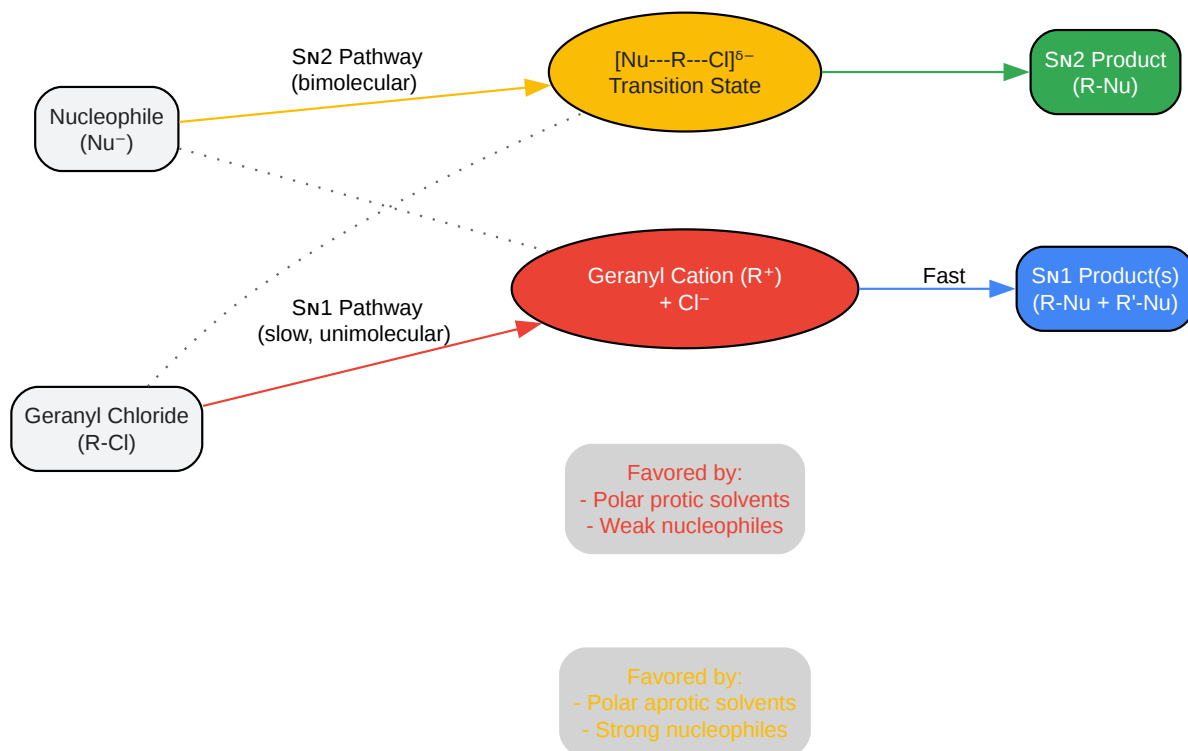 Nucleophile
(Nu⁻)
Sɴ2 Pathway
(bimolecular)
[Nu---R---Cl]ᵟ⁻
Transition State
Sɴ2 Product
(R-Nu)
Geranyl Chloride
(R-Cl)
Sɴ1 Pathway
(slow, unimolecular)
Geranyl Cation (R⁺)
+ Cl⁻
Fast
Sɴ1 Product(s)
(R-Nu + R'-Nu)
Favored by:
- Polar protic solvents
- Weak nucleophiles
Favored by:
- Polar aprotic solvents
- Strong nucleophiles